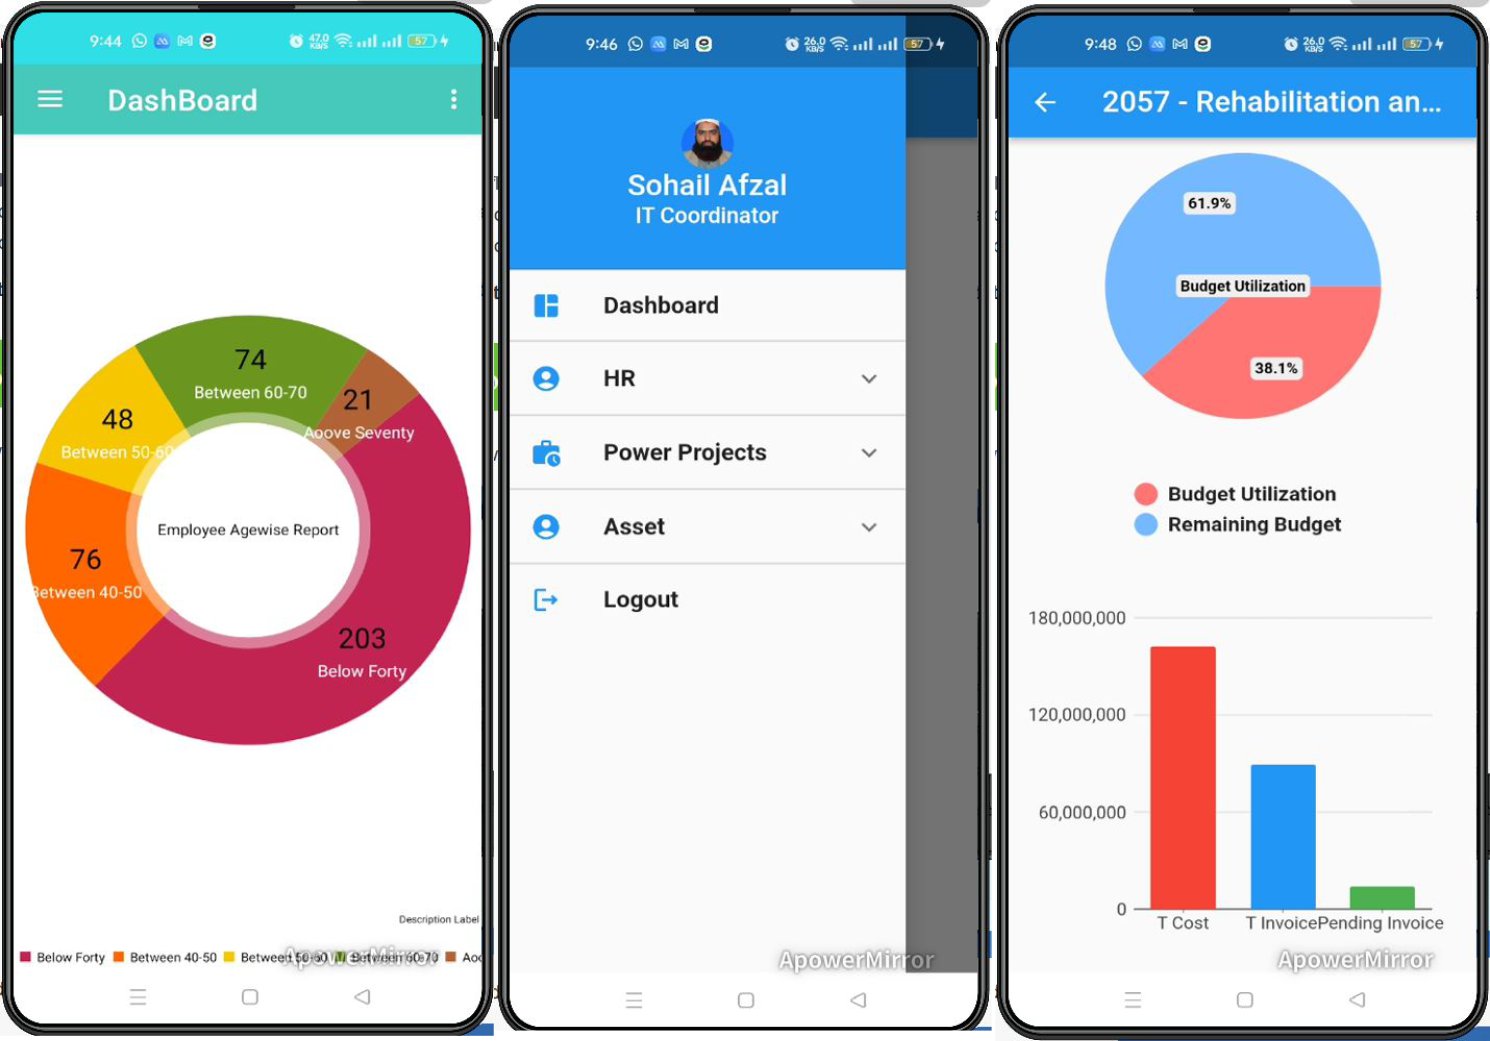 9:44
47.0
KB/S
57
DashBoard
74
Between 60-70
21
Aoove Seventy
48
Between 50-60
Employee Agewise Report
76
Between 40-50
203
Below Forty
Description Label
Below Forty Between 40-50 Between 50-60 Between 60-70 Aoo
ApowerMirror
9:46
26.0
KB/S
57
Sohail Afzal
IT Coordinator
Dashboard
HR
Power Projects
Asset
Logout
ApowerMirror
9:48
26.0
KB/S
57
2057 - Rehabilitation an...
61.9%
Budget Utilization
38.1%
Budget Utilization
Remaining Budget
180,000,000
120,000,000
60,000,000
0
T Cost T Invoice Pending Invoice
ApowerMirror